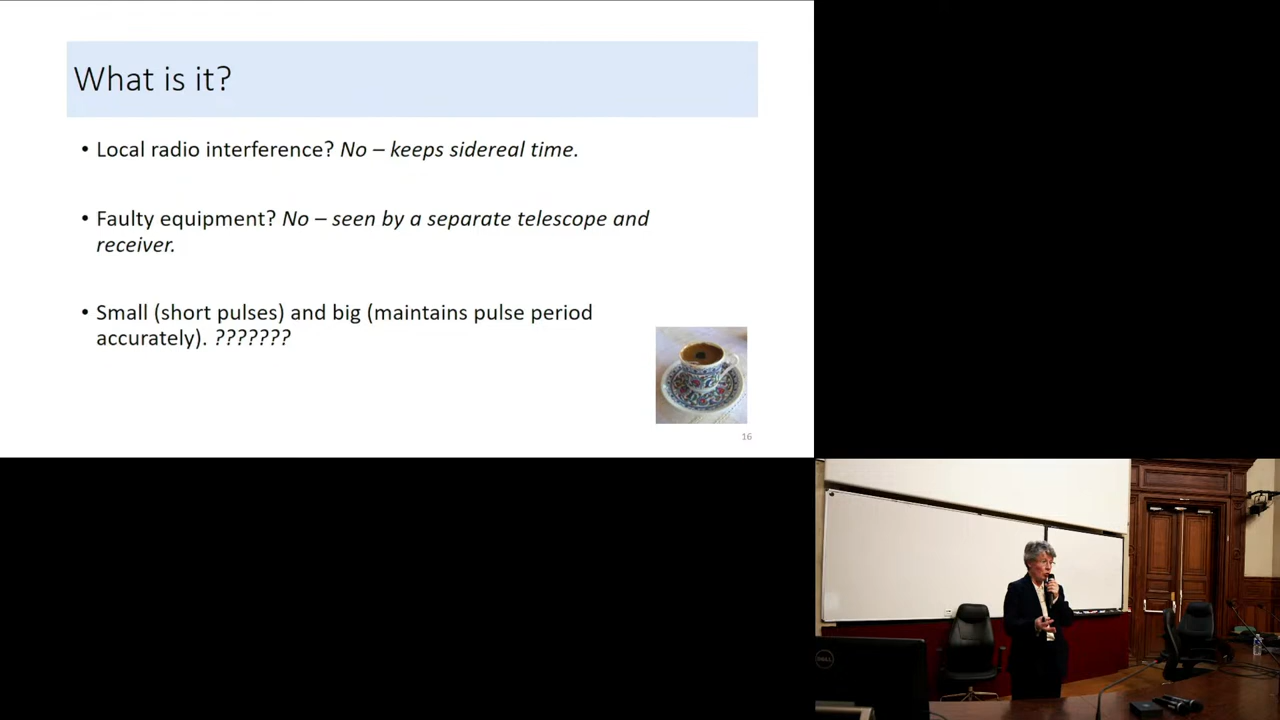 What is it?
• Local radio interference? No – keeps sidereal time.
• Faulty equipment? No – seen by a separate telescope and
receiver.
• Small (short pulses) and big (maintains pulse period
accurately). ???????
16
DELL